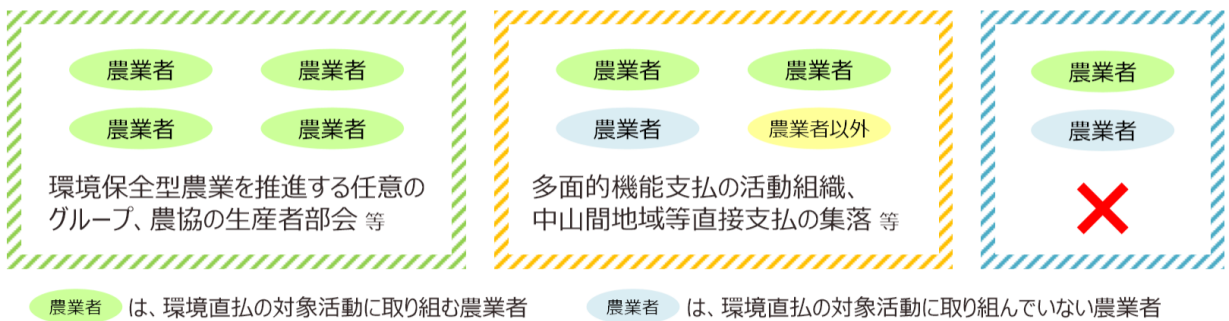 農業者 農業者
農業者 農業者
環境保全型農業を推進する任意の
グループ、農協の生産者部会 等
農業者 農業者
農業者 農業者以外
多面的機能支払の活動組織、
中山間地域等直接支払の集落 等
農業者
農業者
農業者 は、環境直払の対象活動に取り組む農業者
農業者 は、環境直払の対象活動に取り組んでいない農業者